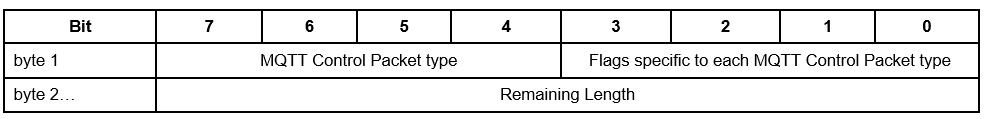 Bit 7 6 5 4 3 2 1 0
byte 1 MQTT Control Packet type Flags specific to each MQTT Control Packet type
byte 2… Remaining Length